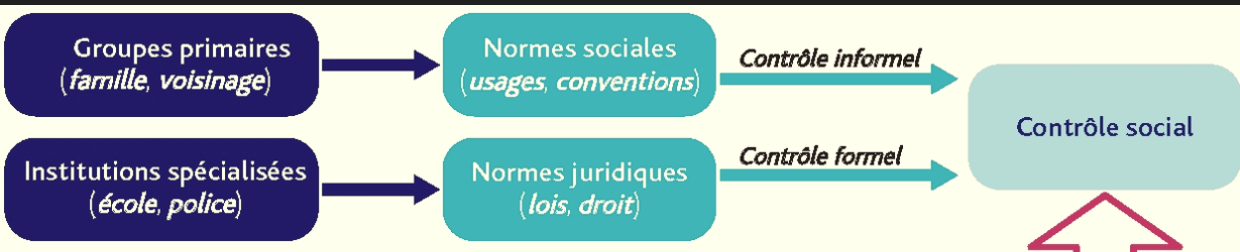 Groupes primaires
(famille, voisinage)
Normes sociales
(usages, conventions)
Contrôle informel
Contrôle social
Institutions spécialisées
(école, police)
Normes juridiques
(lois, droit)
Contrôle formel